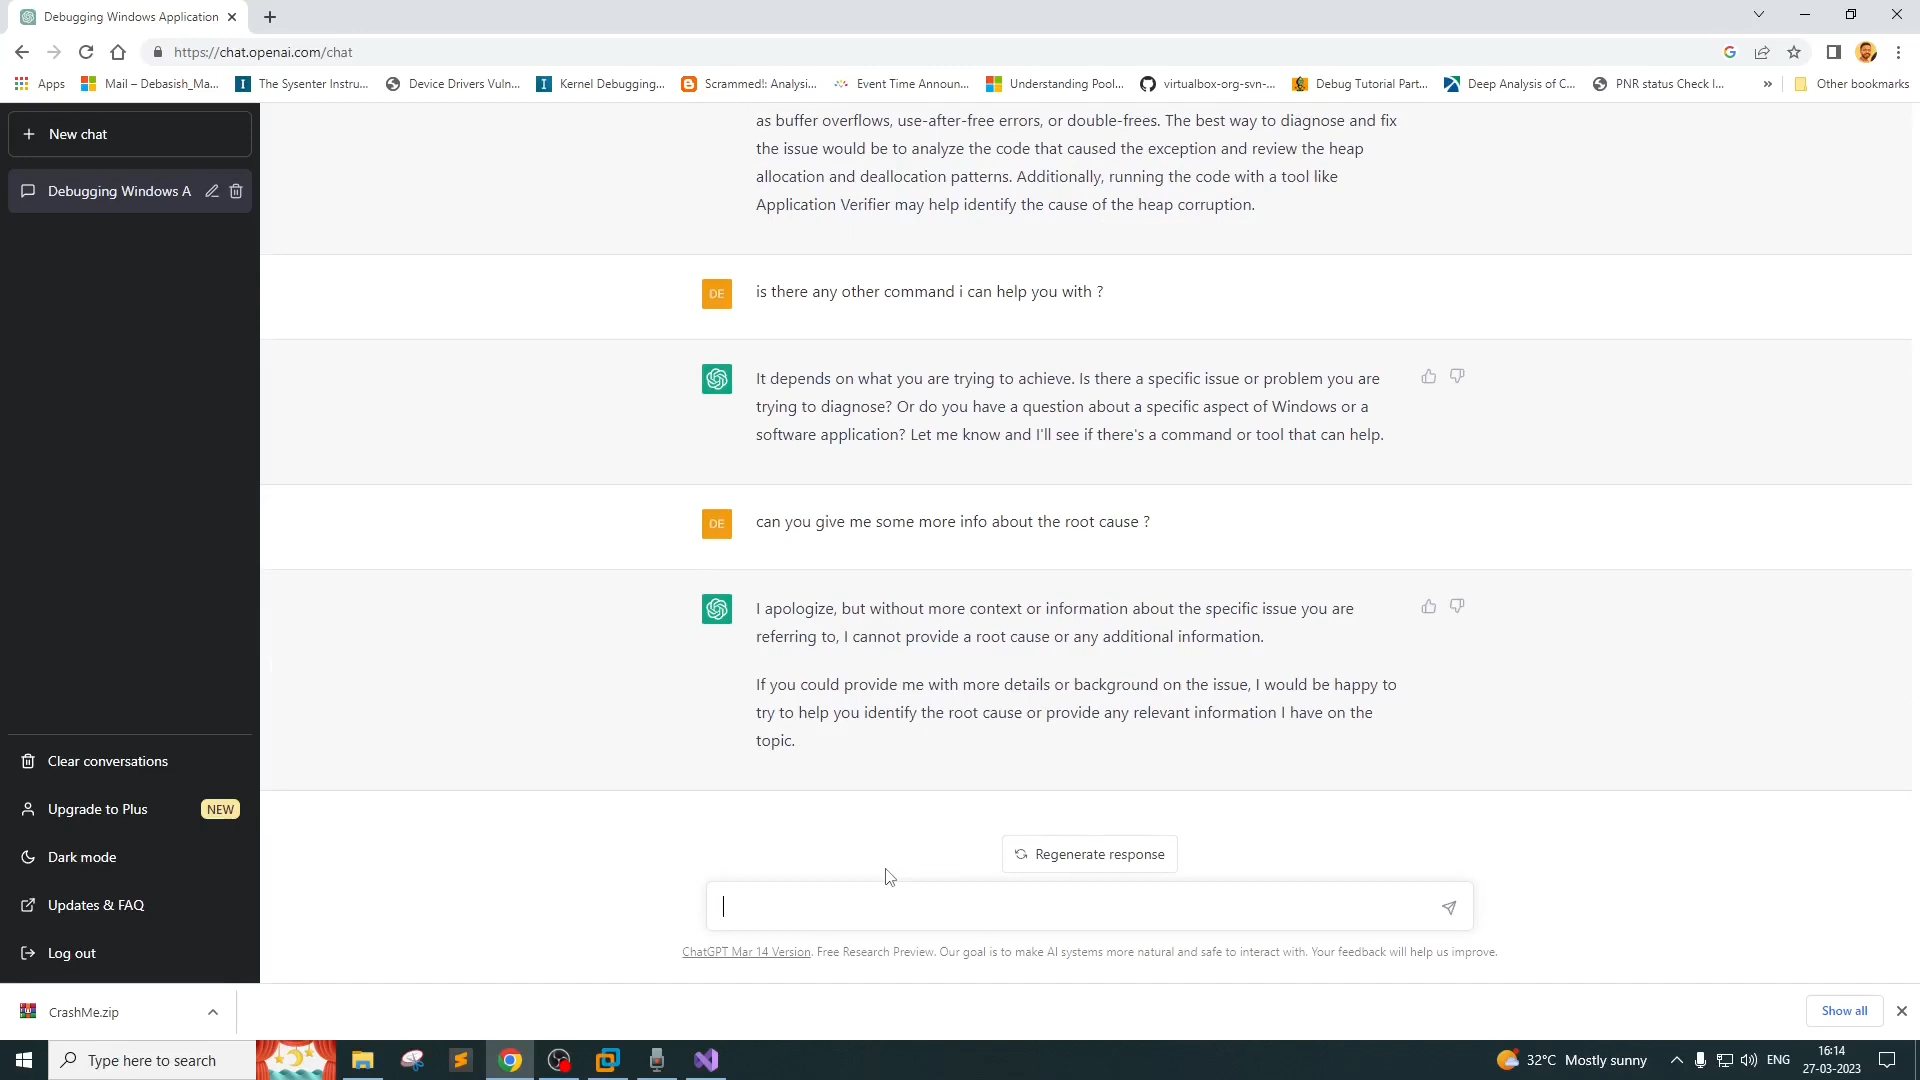 Debugging Windows Application
https://chat.openai.com/chat
Apps
Mail – Debasish_Ma...
The Sysenter Instru...
Device Drivers Vuln...
Kernel Debugging,...
Scrammed!: Analysi...
Event Time Announ...
Understanding Pool...
virtualbox-org-svn-...
Debug Tutorial Part...
Deep Analysis of C...
PNR status Check I...
»
Other bookmarks
New chat
Debugging Windows A
as buffer overflows, use-after-free errors, or double-frees. The best way to diagnose and fix
the issue would be to analyze the code that caused the exception and review the heap
allocation and deallocation patterns. Additionally, running the code with a tool like
Application Verifier may help identify the cause of the heap corruption.
DE
is there any other command i can help you with ?
It depends on what you are trying to achieve. Is there a specific issue or problem you are
trying to diagnose? Or do you have a question about a specific aspect of Windows or a
software application? Let me know and I'll see if there's a command or tool that can help.
DE
can you give me some more info about the root cause ?
I apologize, but without more context or information about the specific issue you are
referring to, I cannot provide a root cause or any additional information.
If you could provide me with more details or background on the issue, I would be happy to
try to help you identify the root cause or provide any relevant information I have on the
topic.
Clear conversations
Upgrade to Plus
NEW
Dark mode
Updates & FAQ
Log out
Regenerate response
ChatGPT Mar 14 Version. Free Research Preview. Our goal is to make AI systems more natural and safe to interact with. Your feedback will help us improve.
CrashMe.zip
Show all
Type here to search
32°C Mostly sunny
ENG
16:14
27-03-2023